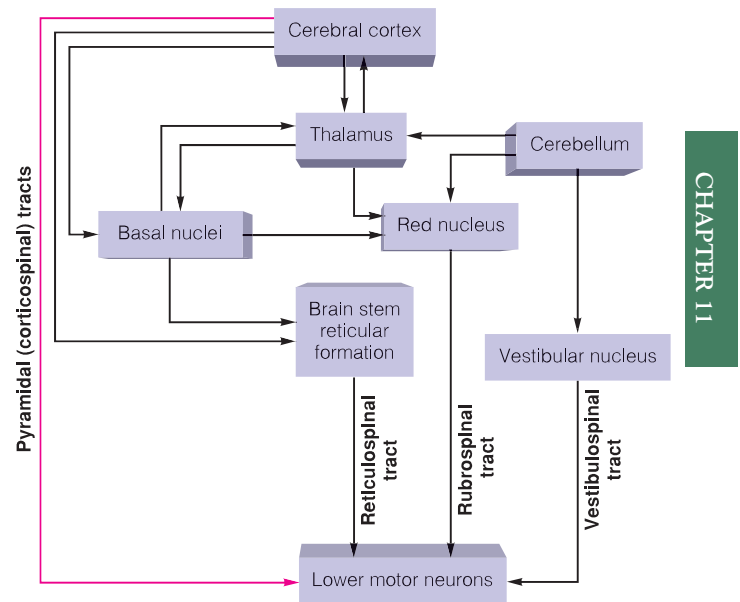 Cerebral cortex
Thalamus
Cerebellum
Basal nuclei
Red nucleus
Brain stem
reticular
formation
Vestibular nucleus
Lower motor neurons
Pyramidal (corticospinal) tracts
Reticulospinal
tract
Rubrospinal
tract
Vestibulospinal
tract
CHAPTER 11